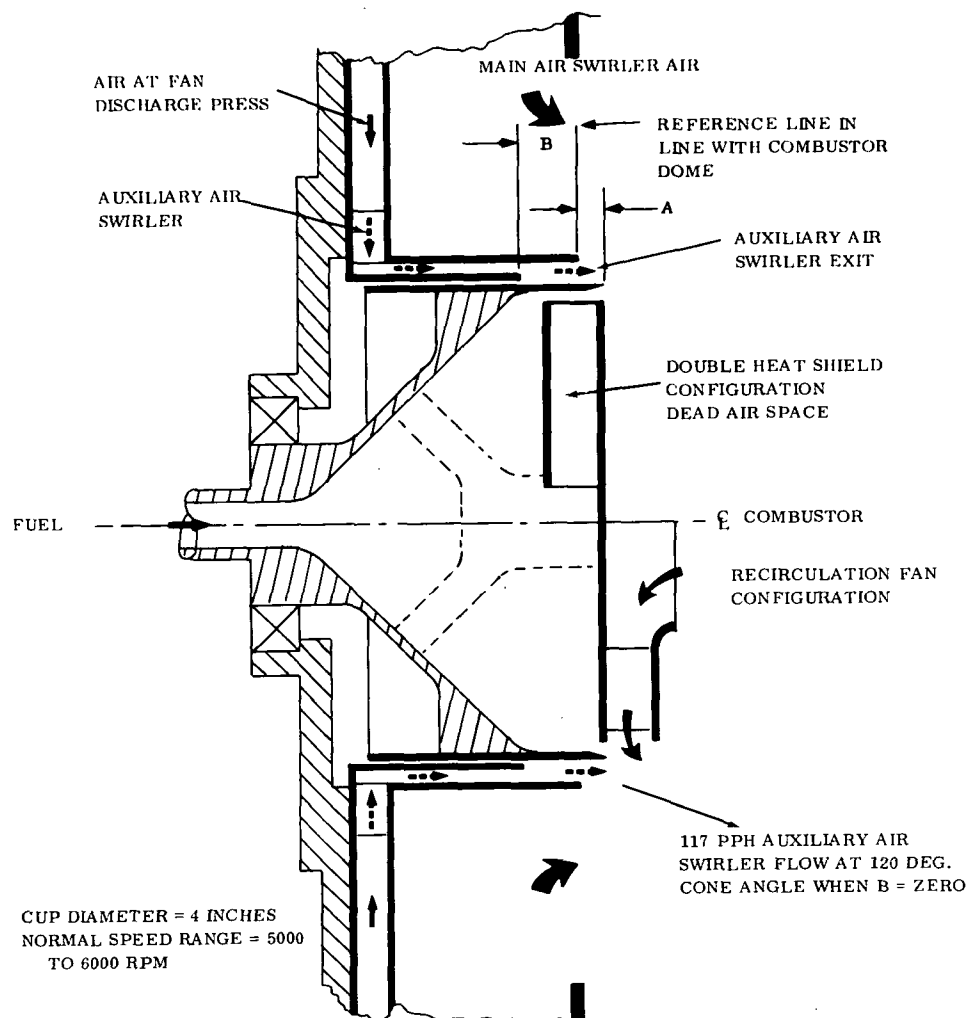 MAIN AIR SWIRLER AIR
AIR AT FAN
DISCHARGE PRESS
REFERENCE LINE IN
LINE WITH COMBUSTOR
DOME
B
A
AUXILIARY AIR
SWIRLER
AUXILIARY AIR
SWIRLER EXIT
DOUBLE HEAT SHIELD
CONFIGURATION
DEAD AIR SPACE
FUEL
℄ COMBUSTOR
RECIRCULATION FAN
CONFIGURATION
117 PPH AUXILIARY AIR
SWIRLER FLOW AT 120 DEG.
CONE ANGLE WHEN B = ZERO
CUP DIAMETER = 4 INCHES
NORMAL SPEED RANGE = 5000
TO 6000 RPM